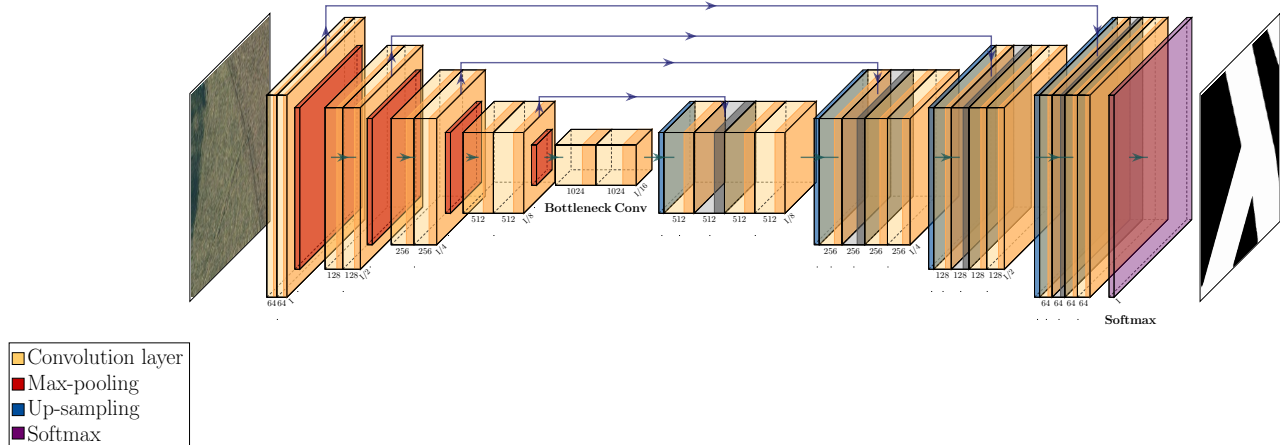 64 64 1
128 128 1/2
256 256 1/4
512 512 1/8
1024 1024 1/16
Bottleneck Conv
512 512 512 512 1/8
256 256 256 256 1/4
128 128 128 128 1/2
64 64 64 64 1
Softmax
Convolution layer
Max-pooling
Up-sampling
Softmax